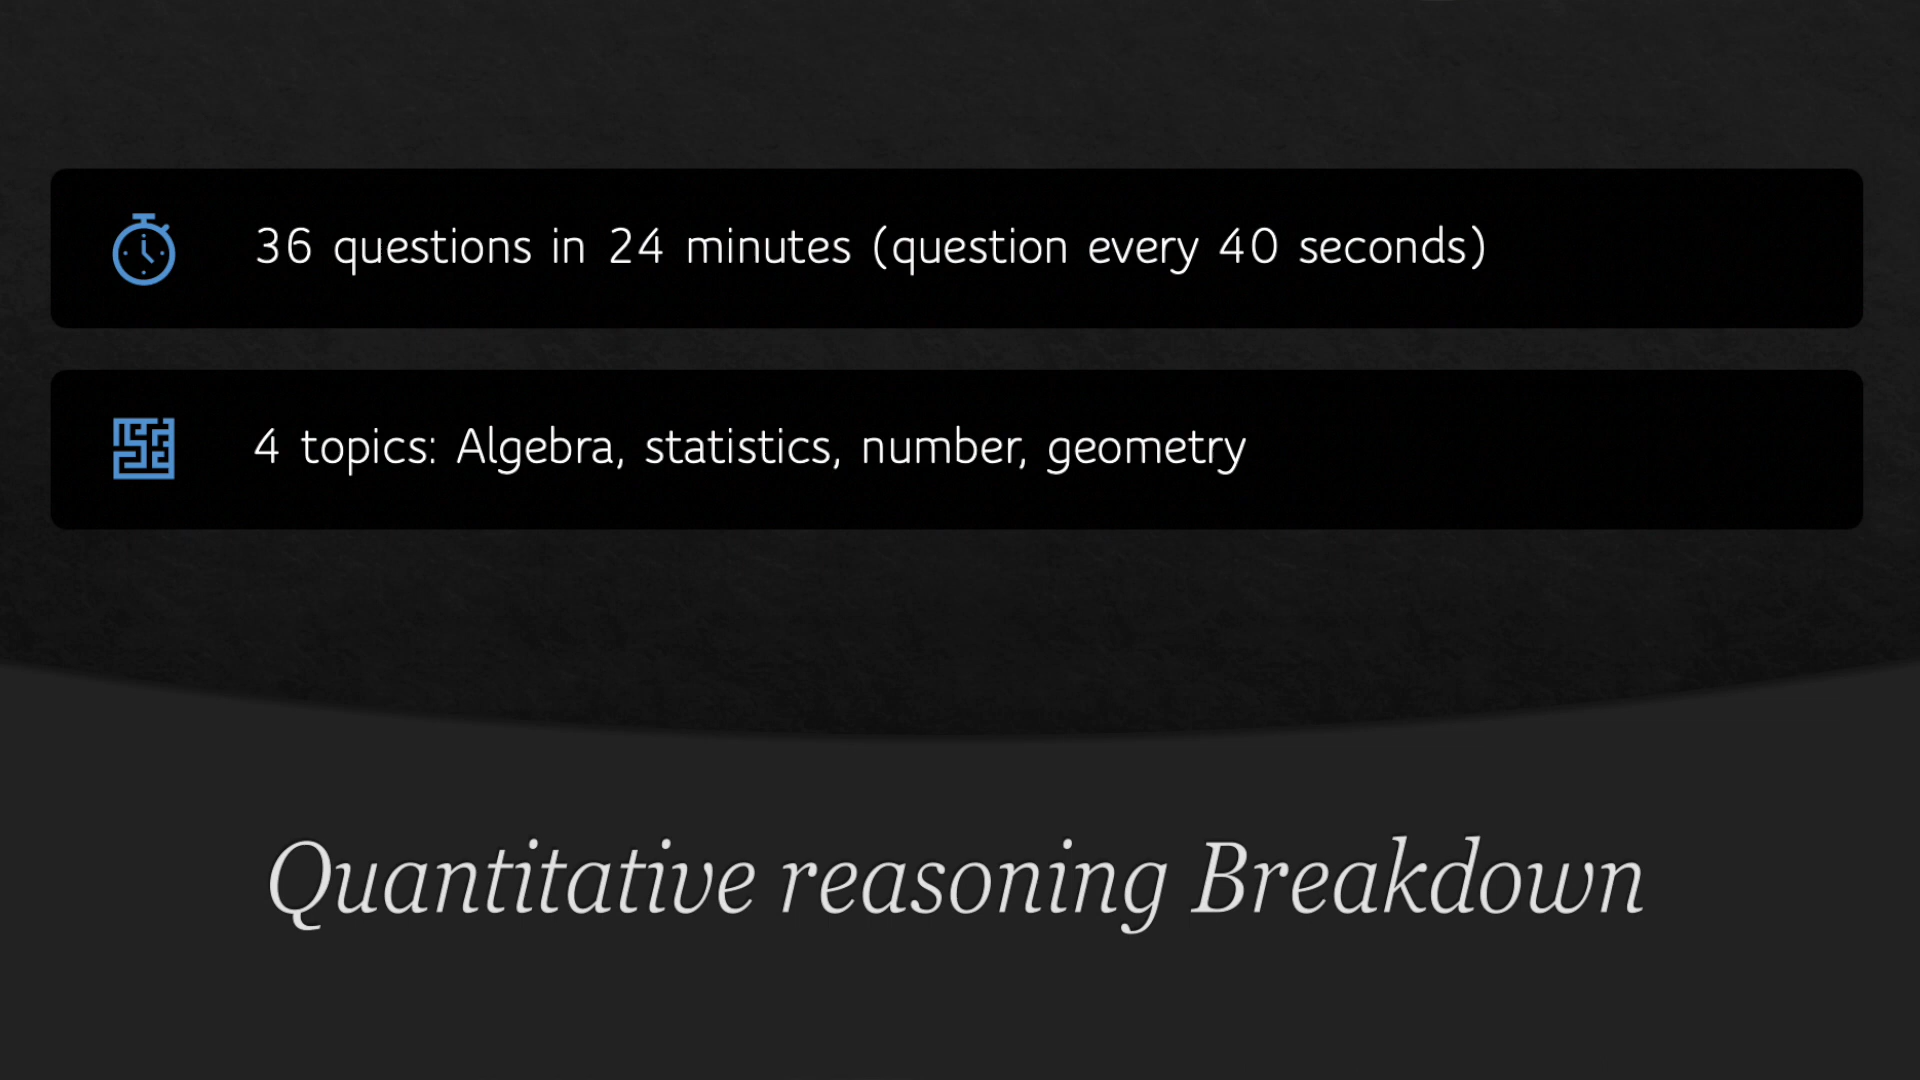 36 questions in 24 minutes (question every 40 seconds)
4 topics: Algebra, statistics, number, geometry
Quantitative reasoning Breakdown